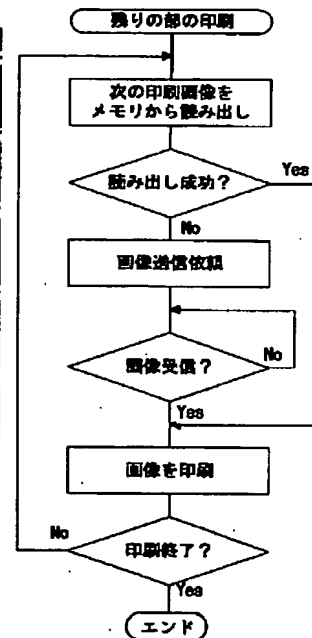 残りの部の印刷
次の印刷画像を
メモリから読み出し
読み出し成功？
Yes
No
画像送信依頼
画像受信？
No
Yes
画像を印刷
No
印刷終了？
Yes
エンド